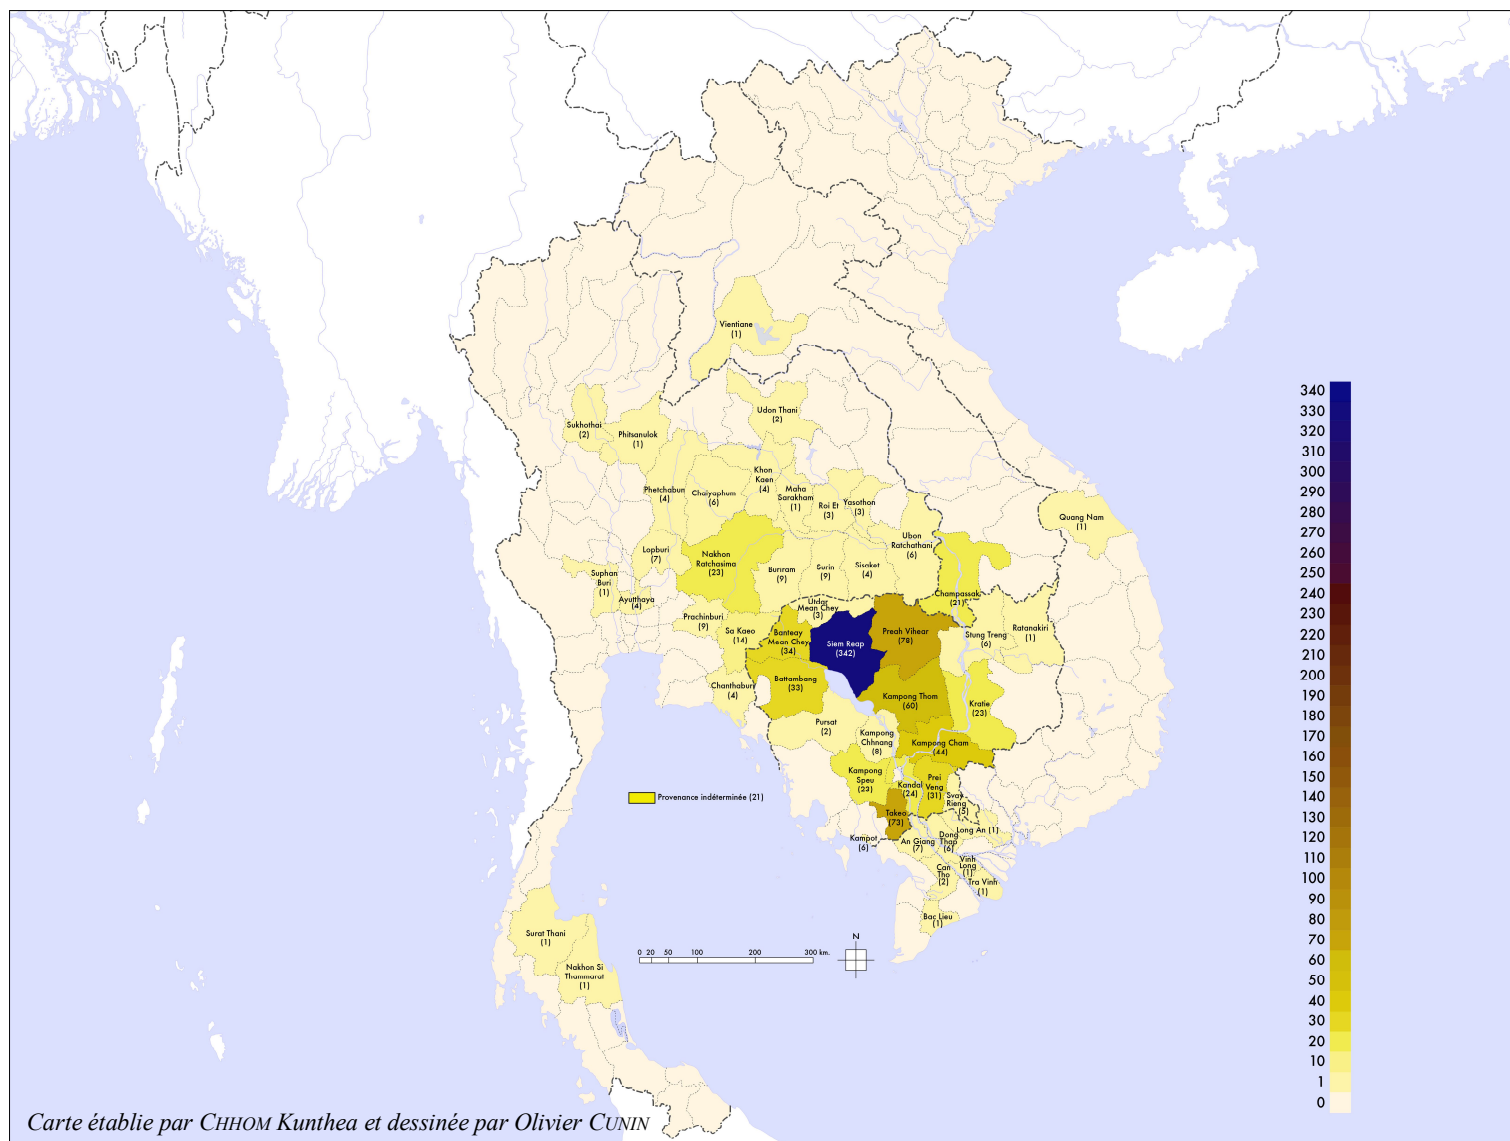 Vientiane
(1)
Udon Thani
(2)
Sukhothai
(2)
Phitsanulok
(1)
Phetchabun
(4)
Chaiyaphum
(6)
Khon
Kaen
(4)
Maha
Sarakham
(1)
Roi Et
(3)
Yasothon
(3)
Quang Nam
(1)
Ubon
Ratchathani
(6)
Lopburi
(7)
Nakhon
Ratchasima
(23)
Buriram
(9)
Surin
(9)
Sisaket
(4)
Suphan
Buri
(1)
Ayutthaya
(4)
Champassak
(21)
Prachinburi
(9)
Sa Kaeo
(14)
Utdar
Mean Chey
(3)
Banteay
Mean Chey
(34)
Siem Reap
(342)
Preah Vihear
(78)
Stung Treng
(6)
Ratanakiri
(1)
Chanthaburi
(4)
Battambang
(33)
Kampong Thom
(60)
Kratie
(23)
Pursat
(2)
Kampong
Chhnang
(8)
Kampong Cham
(44)
Kampong
Speu
(23)
Kandal
(24)
Prei
Veng
(31)
Svay
Rieng
(5)
Takeo
(73)
Provenance indéterminée (21)
Kampot
(6)
An Giang
(7)
Dong
Thap
(6)
Long An (1)
Can
Tho
(2)
Vinh
Long
(1)
Tra Vinh
(1)
Bac Lieu
(1)
Surat Thani
(1)
Nakhon Si
Thammarat
(1)
0 20 50 100 200 300 km.
N
340
330
320
310
300
290
280
270
260
250
240
230
220
210
200
190
180
170
160
150
140
130
120
110
100
90
80
70
60
50
40
30
20
10
1
0
Carte établie par CHHOM Kunthea et dessinée par Olivier CUNIN